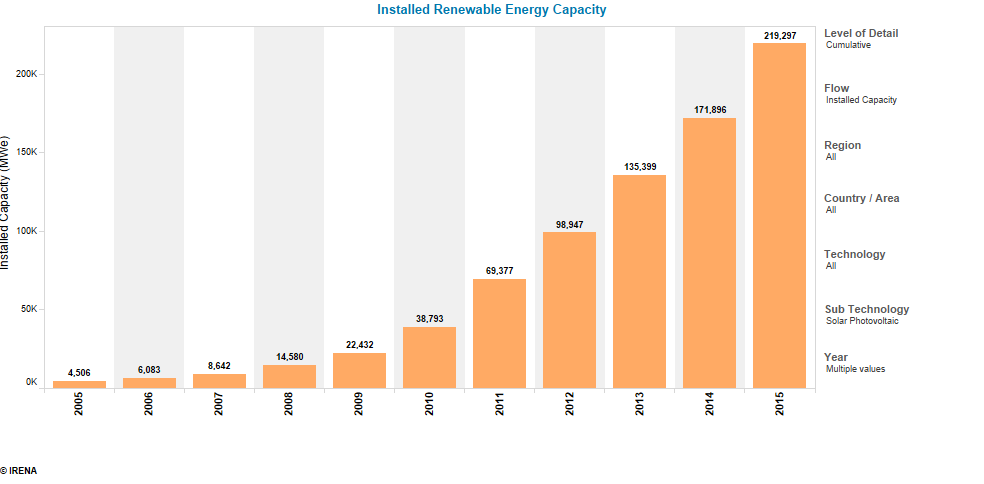 Installed Renewable Energy Capacity
Installed Capacity (MWe)
200K
150K
100K
50K
0K
4,506
6,083
8,642
14,580
22,432
38,793
69,377
98,947
135,399
171,896
219,297
2005
2006
2007
2008
2009
2010
2011
2012
2013
2014
2015
Level of Detail
Cumulative
Flow
Installed Capacity
Region
All
Country / Area
All
Technology
All
Sub Technology
Solar Photovoltaic
Year
Multiple values
© IRENA